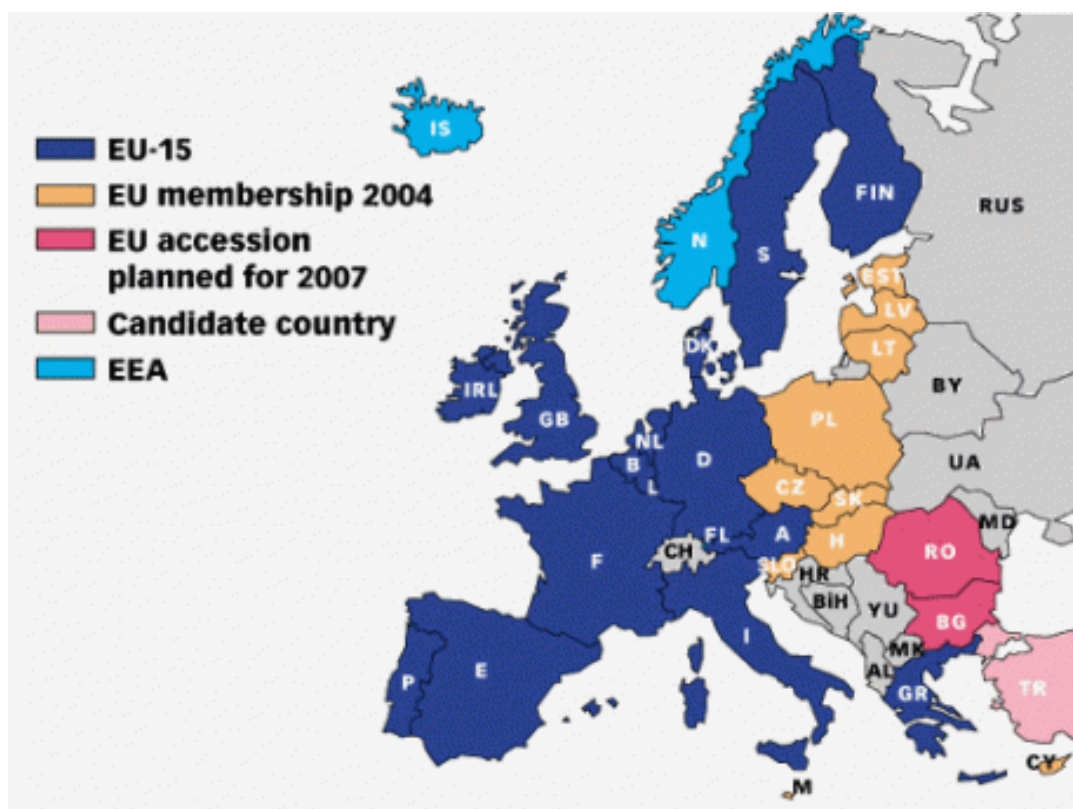 EU-15
EU membership 2004
EU accession
planned for 2007
Candidate country
EEA
IS
N
S
FIN
RUS
EST
LV
LT
DK
BY
IRL
GB
NL
B
L
D
PL
UA
CZ
SK
FL
A
H
MD
CH
F
SLO
HR
RO
BiH
YU
BG
I
MK
AL
P
E
GR
TR
CY
M